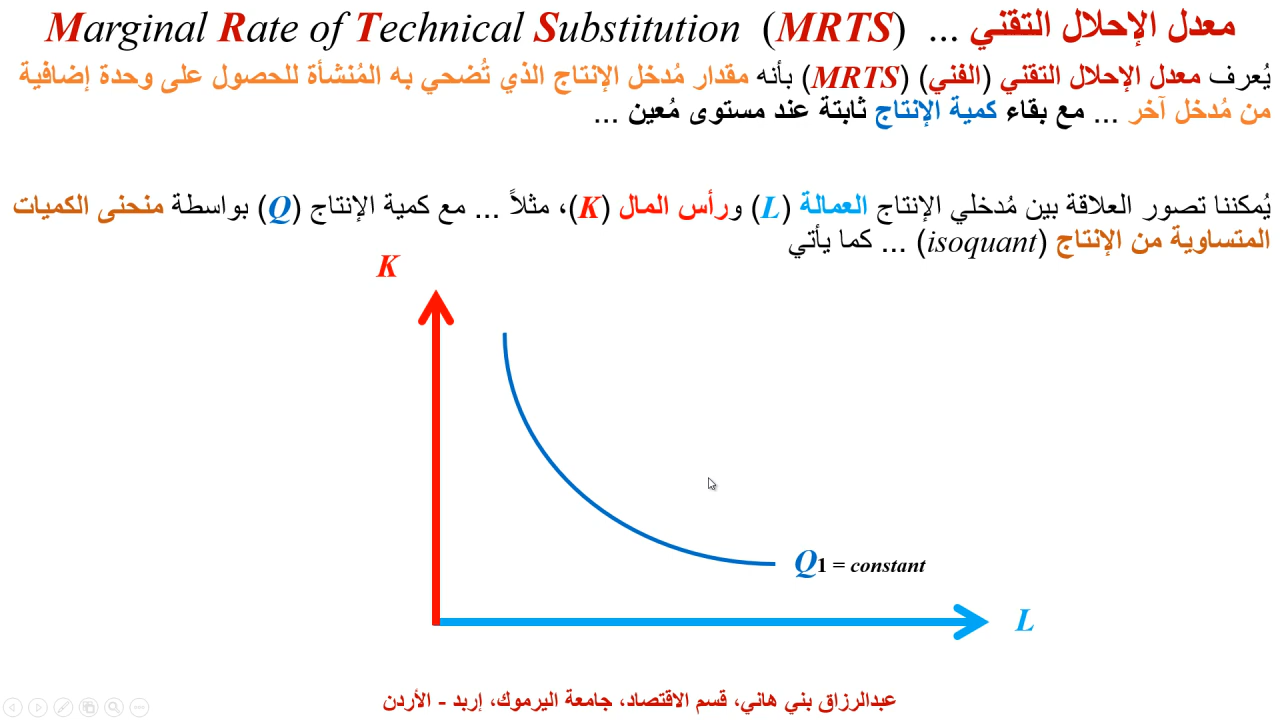 Marginal Rate of Technical Substitution (MRTS) ... معدل الإحلال التقني
يُعرف معدل الإحلال التقني (الفني) (MRTS) بأنه مقدار مُدخل الإنتاج الذي تُضحي به المُنشأة للحصول على وحدة إضافية
من مُدخل آخر ... مع بقاء كمية الإنتاج ثابتة عند مستوى مُعين ...
يُمكننا تصور العلاقة بين مُدخلي الإنتاج العمالة (L) ورأس المال (K)، مثلاً ... مع كمية الإنتاج (Q) بواسطة منحنى الكميات
المتساوية من الإنتاج (isoquant) ... كما يأتي
K
Q1 = constant
L
عبدالرزاق بني هاني، قسم الاقتصاد، جامعة اليرموك، إربد - الأردن